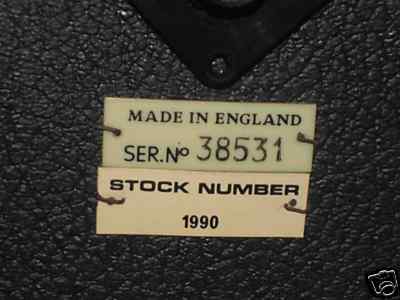 MADE IN ENGLAND
SER.Nº 38531
STOCK NUMBER
1990